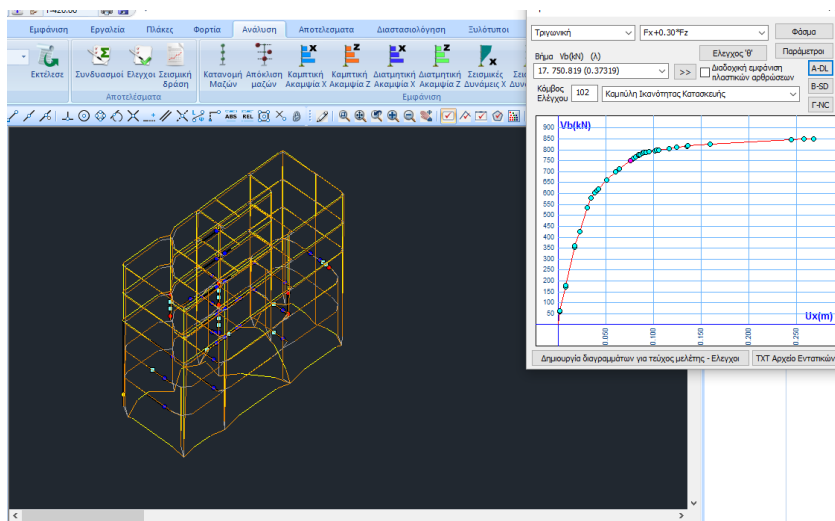 Εμφάνιση Εργαλεία Πλάκες Φορτία Ανάλυση Αποτελεσματα Διαστασιολόγηση Ξυλότυποι
Εκτέλεσε Συνδυασμοί Ελεγχοι Σεισμική δράση Κατανομή Μαζών Απόκλιση μαζών Καμπτική Ακαμψία X Καμπτική Ακαμψία Z Διατμητική Ακαμψία X Διατμητική Ακαμψία Z Σεισμικές Δυνάμεις X
Αποτελέσματα Εμφάνιση
ABS REL
Τριγωνική Fx+0.30*Fz Φάσμα
Βήμα Vb(kN) (λ) Ελεγχος 'Θ' Παράμετροι
17. 750.819 (0.37319) >> Διαδοχική εμφάνιση πλαστικών αρθρώσεων A-DL
B-SD
Γ-NC
Κόμβος Ελέγχου 102 Καμπύλη Ικανότητας Κατασκευής
Vb(kN)
900
850
800
750
700
650
600
550
500
450
400
350
300
250
200
150
100
50
Ux(m)
0.050 0.100 0.150 0.200 0.250
Δημιουργία διαγραμμάτων για τεύχος μελέτης - Ελεγχοι TXT Αρχείο Εντατικών